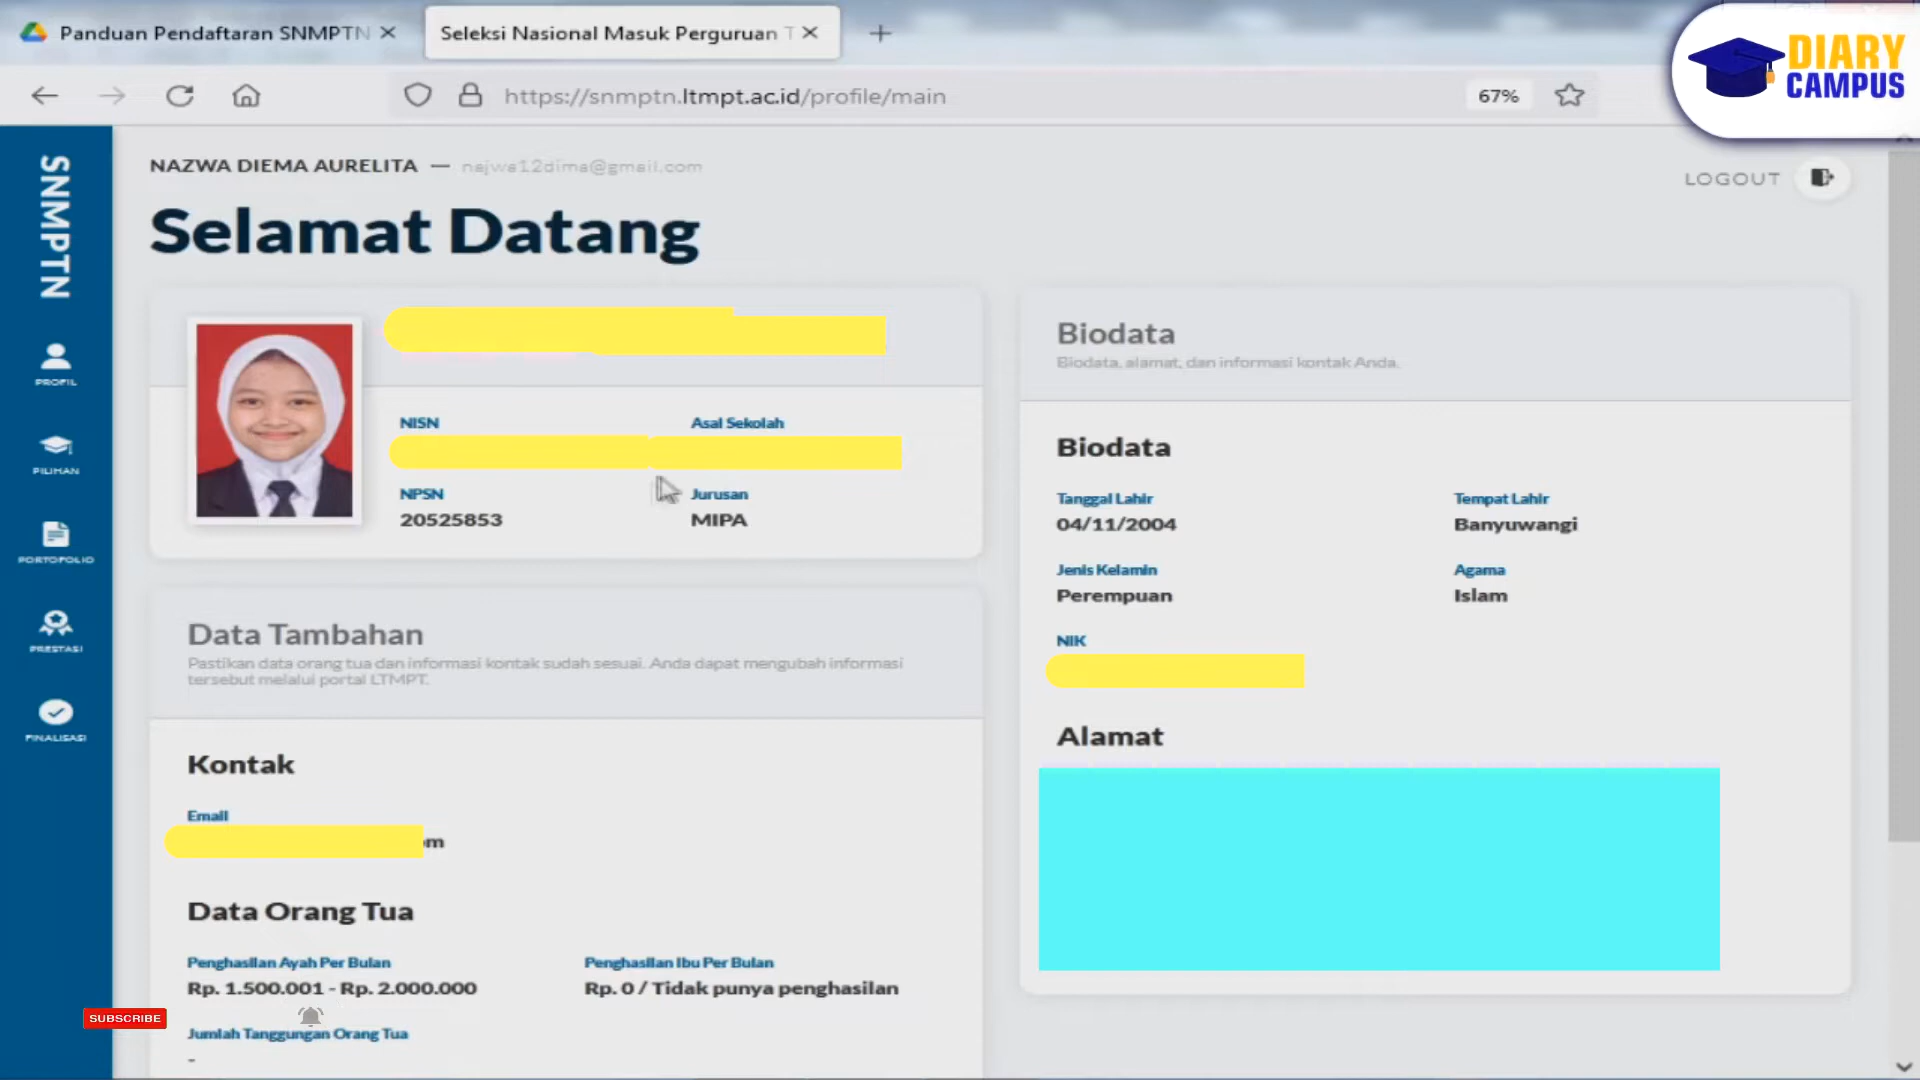 Panduan Pendaftaran SNMPTN
Seleksi Nasional Masuk Perguruan T
https://snmptn.ltmpt.ac.id/profile/main
67%
DIARY
CAMPUS
SNMPTN
PROFIL
PILIHAN
PORTOFOLIO
PRESTASI
FINALISASI
NAZWA DIEMA AURELITA — najwa12dima@gmail.com
LOGOUT
Selamat Datang
NISN
Asal Sekolah
NPSN
20525853
Jurusan
MIPA
Data Tambahan
Pastikan data orang tua dan informasi kontak sudah sesuai. Anda dapat mengubah informasi
tersebut melalui portal LTMPT.
Kontak
Email
om
Data Orang Tua
Penghasilan Ayah Per Bulan
Rp. 1.500.001 - Rp. 2.000.000
Penghasilan Ibu Per Bulan
Rp. 0 / Tidak punya penghasilan
Jumlah Tanggungan Orang Tua
-
SUBSCRIBE
Biodata
Biodata, alamat, dan informasi kontak Anda.
Biodata
Tanggal Lahir
04/11/2004
Tempat Lahir
Banyuwangi
Jenis Kelamin
Perempuan
Agama
Islam
NIK
Alamat